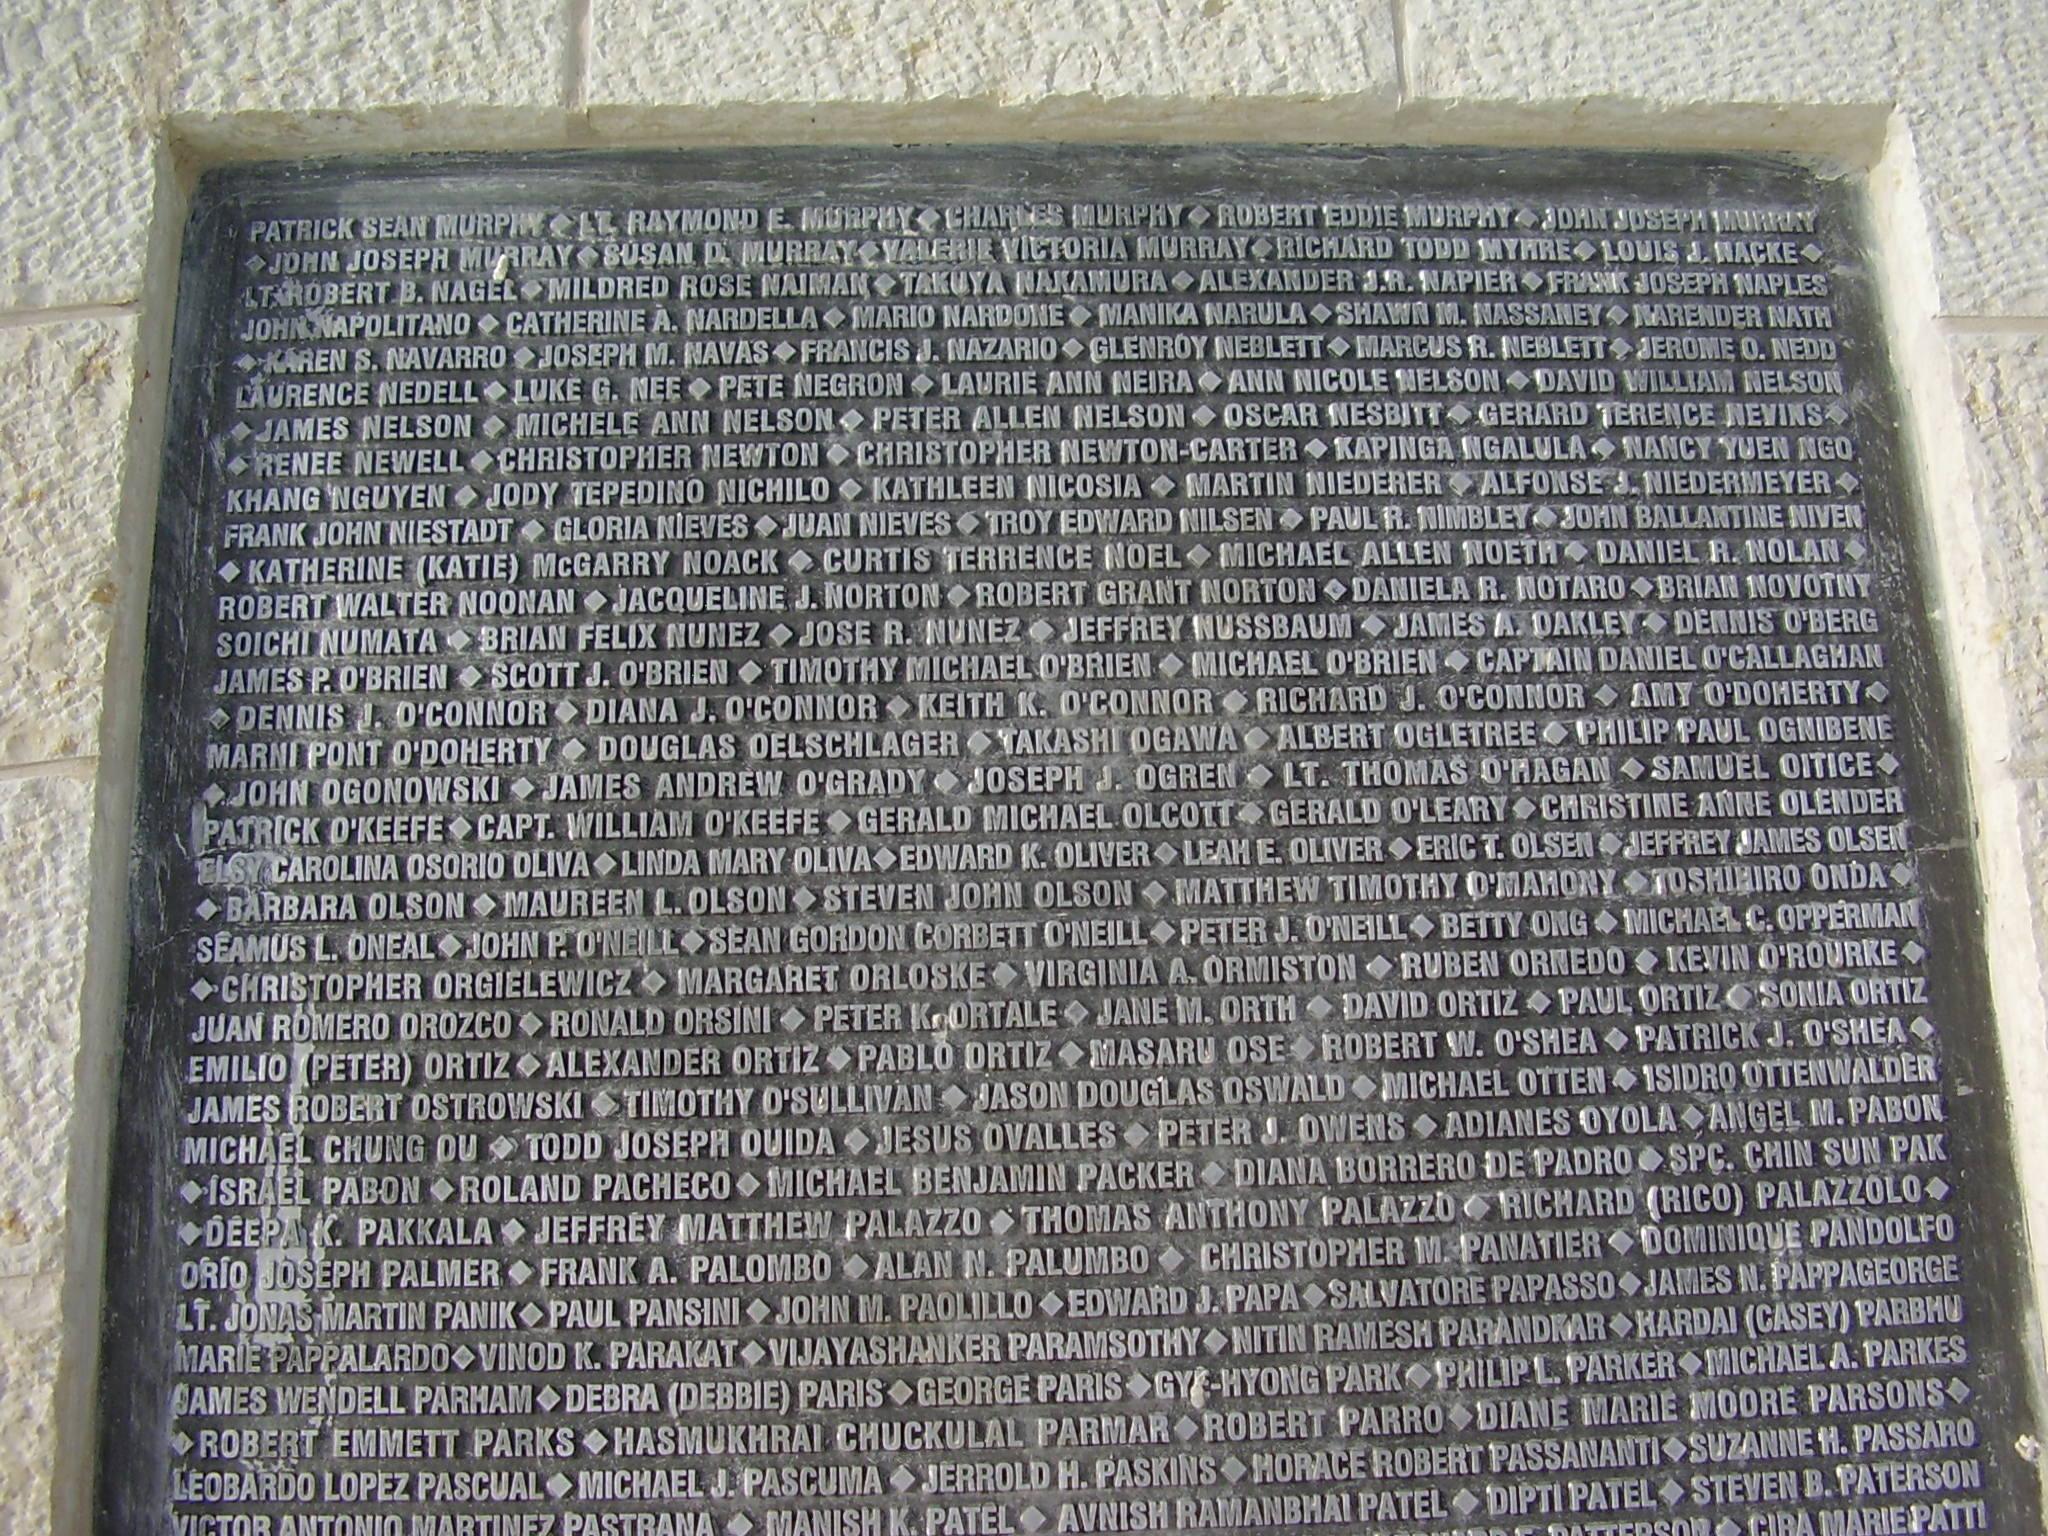 PATRICK SEAN MURPHY ◆ LT. RAYMOND E. MURPHY ◆ CHARLES MURPHY ◆ ROBERT EDDIE MURPHY ◆ JOHN JOSEPH MURRAY
◆ JOHN JOSEPH MURRAY ◆ SUSAN D. MURRAY ◆ VALERIE VICTORIA MURRAY ◆ RICHARD TODD MYHRE ◆ LOUIS J. NACKE ◆
LT. ROBERT B. NAGEL ◆ MILDRED ROSE NAIMAN ◆ TAKUYA NAKAMURA ◆ ALEXANDER J.R. NAPIER ◆ FRANK JOSEPH NAPLES
JOHN NAPOLITANO ◆ CATHERINE A. NARDELLA ◆ MARIO NARDONE ◆ MANIKA NARULA ◆ SHAWN M. NASSANEY ◆ NARENDER NATH
◆ KAREN S. NAVARRO ◆ JOSEPH M. NAVAS ◆ FRANCIS J. NAZARIO ◆ GLENROY NEBLETT ◆ MARCUS R. NEBLETT ◆ JEROME O. NEDD
LAURENCE NEDELL ◆ LUKE G. NEE ◆ PETE NEGRON ◆ LAURIE ANN NEIRA ◆ ANN NICOLE NELSON ◆ DAVID WILLIAM NELSON
◆ JAMES NELSON ◆ MICHELE ANN NELSON ◆ PETER ALLEN NELSON ◆ OSCAR NESBITT ◆ GERARD TERENCE NEVINS ◆
◆ RENEE NEWELL ◆ CHRISTOPHER NEWTON ◆ CHRISTOPHER NEWTON-CARTER ◆ KAPINGA NGALULA ◆ NANCY YUEN NGO
KHANG NGUYEN ◆ JODY TEPEDINO NICHILO ◆ KATHLEEN NICOSIA ◆ MARTIN NIEDERER ◆ ALFONSE J. NIEDERMEYER ◆
FRANK JOHN NIESTADT ◆ GLORIA NIEVES ◆ JUAN NIEVES ◆ TROY EDWARD NILSEN ◆ PAUL R. NIMBLEY ◆ JOHN BALLANTINE NIVEN
◆ KATHERINE (KATIE) McGARRY NOACK ◆ CURTIS TERRENCE NOEL ◆ MICHAEL ALLEN NOETH ◆ DANIEL R. NOLAN ◆
ROBERT WALTER NOONAN ◆ JACQUELINE J. NORTON ◆ ROBERT GRANT NORTON ◆ DANIELA R. NOTARO ◆ BRIAN NOVOTNY
SOICHI NUMATA ◆ BRIAN FELIX NUNEZ ◆ JOSE R. NUNEZ ◆ JEFFREY NUSSBAUM ◆ JAMES A. OAKLEY ◆ DENNIS O'BERG
JAMES P. O'BRIEN ◆ SCOTT J. O'BRIEN ◆ TIMOTHY MICHAEL O'BRIEN ◆ MICHAEL O'BRIEN ◆ CAPTAIN DANIEL O'CALLAGHAN
◆ DENNIS J. O'CONNOR ◆ DIANA J. O'CONNOR ◆ KEITH K. O'CONNOR ◆ RICHARD J. O'CONNOR ◆ AMY O'DOHERTY ◆
MARNI PONT O'DOHERTY ◆ DOUGLAS OELSCHLAGER ◆ TAKASHI OGAWA ◆ ALBERT OGLETREE ◆ PHILIP PAUL OGNIBENE
◆ JOHN OGONOWSKI ◆ JAMES ANDREW O'GRADY ◆ JOSEPH J. OGREN ◆ LT. THOMAS O'HAGAN ◆ SAMUEL OITICE ◆
PATRICK O'KEEFE ◆ CAPT. WILLIAM O'KEEFE ◆ GERALD MICHAEL OLCOTT ◆ GERALD O'LEARY ◆ CHRISTINE ANNE OLENDER
ELSY CAROLINA OSORIO OLIVA ◆ LINDA MARY OLIVA ◆ EDWARD K. OLIVER ◆ LEAH E. OLIVER ◆ ERIC T. OLSEN ◆ JEFFREY JAMES OLSEN
◆ BARBARA OLSON ◆ MAUREEN L. OLSON ◆ STEVEN JOHN OLSON ◆ MATTHEW TIMOTHY O'MAHONY ◆ TOSHIHIRO ONDA ◆
SEAMUS L. ONEAL ◆ JOHN P. O'NEILL ◆ SEAN GORDON CORBETT O'NEILL ◆ PETER J. O'NEILL ◆ BETTY ONG ◆ MICHAEL C. OPPERMAN
◆ CHRISTOPHER ORGIELEWICZ ◆ MARGARET ORLOSKE ◆ VIRGINIA A. ORMISTON ◆ RUBEN ORNEDO ◆ KEVIN O'ROURKE ◆
JUAN ROMERO OROZCO ◆ RONALD ORSINI ◆ PETER K. ORTALE ◆ JANE M. ORTH ◆ DAVID ORTIZ ◆ PAUL ORTIZ ◆ SONIA ORTIZ
EMILIO (PETER) ORTIZ ◆ ALEXANDER ORTIZ ◆ PABLO ORTIZ ◆ MASARU OSE ◆ ROBERT W. O'SHEA ◆ PATRICK J. O'SHEA ◆
JAMES ROBERT OSTROWSKI ◆ TIMOTHY O'SULLIVAN ◆ JASON DOUGLAS OSWALD ◆ MICHAEL OTTEN ◆ ISIDRO OTTENWALDER
MICHAEL CHUNG OU ◆ TODD JOSEPH OUIDA ◆ JESUS OVALLES ◆ PETER J. OWENS ◆ ADIANES OYOLA ◆ ANGEL M. PABON
◆ ISRAEL PABON ◆ ROLAND PACHECO ◆ MICHAEL BENJAMIN PACKER ◆ DIANA BORRERO DE PADRO ◆ SPC. CHIN SUN PAK
◆ DEEPA K. PAKKALA ◆ JEFFREY MATTHEW PALAZZO ◆ THOMAS ANTHONY PALAZZO ◆ RICHARD (RICO) PALAZZOLO ◆
ORIO JOSEPH PALMER ◆ FRANK A. PALOMBO ◆ ALAN N. PALUMBO ◆ CHRISTOPHER M. PANATIER ◆ DOMINIQUE PANDOLFO
LT. JONAS MARTIN PANIK ◆ PAUL PANSINI ◆ JOHN M. PAOLILLO ◆ EDWARD J. PAPA ◆ SALVATORE PAPASSO ◆ JAMES N. PAPPAGEORGE
MARIE PAPPALARDO ◆ VINOD K. PARAKAT ◆ VIJAYASHANKER PARAMSOTHY ◆ NITIN RAMESH PARANDKAR ◆ HARDAI (CASEY) PARBHU
JAMES WENDELL PARHAM ◆ DEBRA (DEBBIE) PARIS ◆ GEORGE PARIS ◆ GYE-HYONG PARK ◆ PHILIP L. PARKER ◆ MICHAEL A. PARKES
◆ ROBERT EMMETT PARKS ◆ HASMUKHRAI CHUCKULAL PARMAR ◆ ROBERT PARRO ◆ DIANE MARIE MOORE PARSONS ◆
LEOBARDO LOPEZ PASCUAL ◆ MICHAEL J. PASCUMA ◆ JERROLD H. PASKINS ◆ HORACE ROBERT PASSANANTI ◆ SUZANNE H. PASSARO
VICTOR ANTONIO MARTINEZ PASTRANA ◆ MANISH K. PATEL ◆ AVNISH RAMANBHAI PATEL ◆ DIPTI PATEL ◆ STEVEN B. PATERSON
PATTERSON ◆ CIRA MARIE PATTI